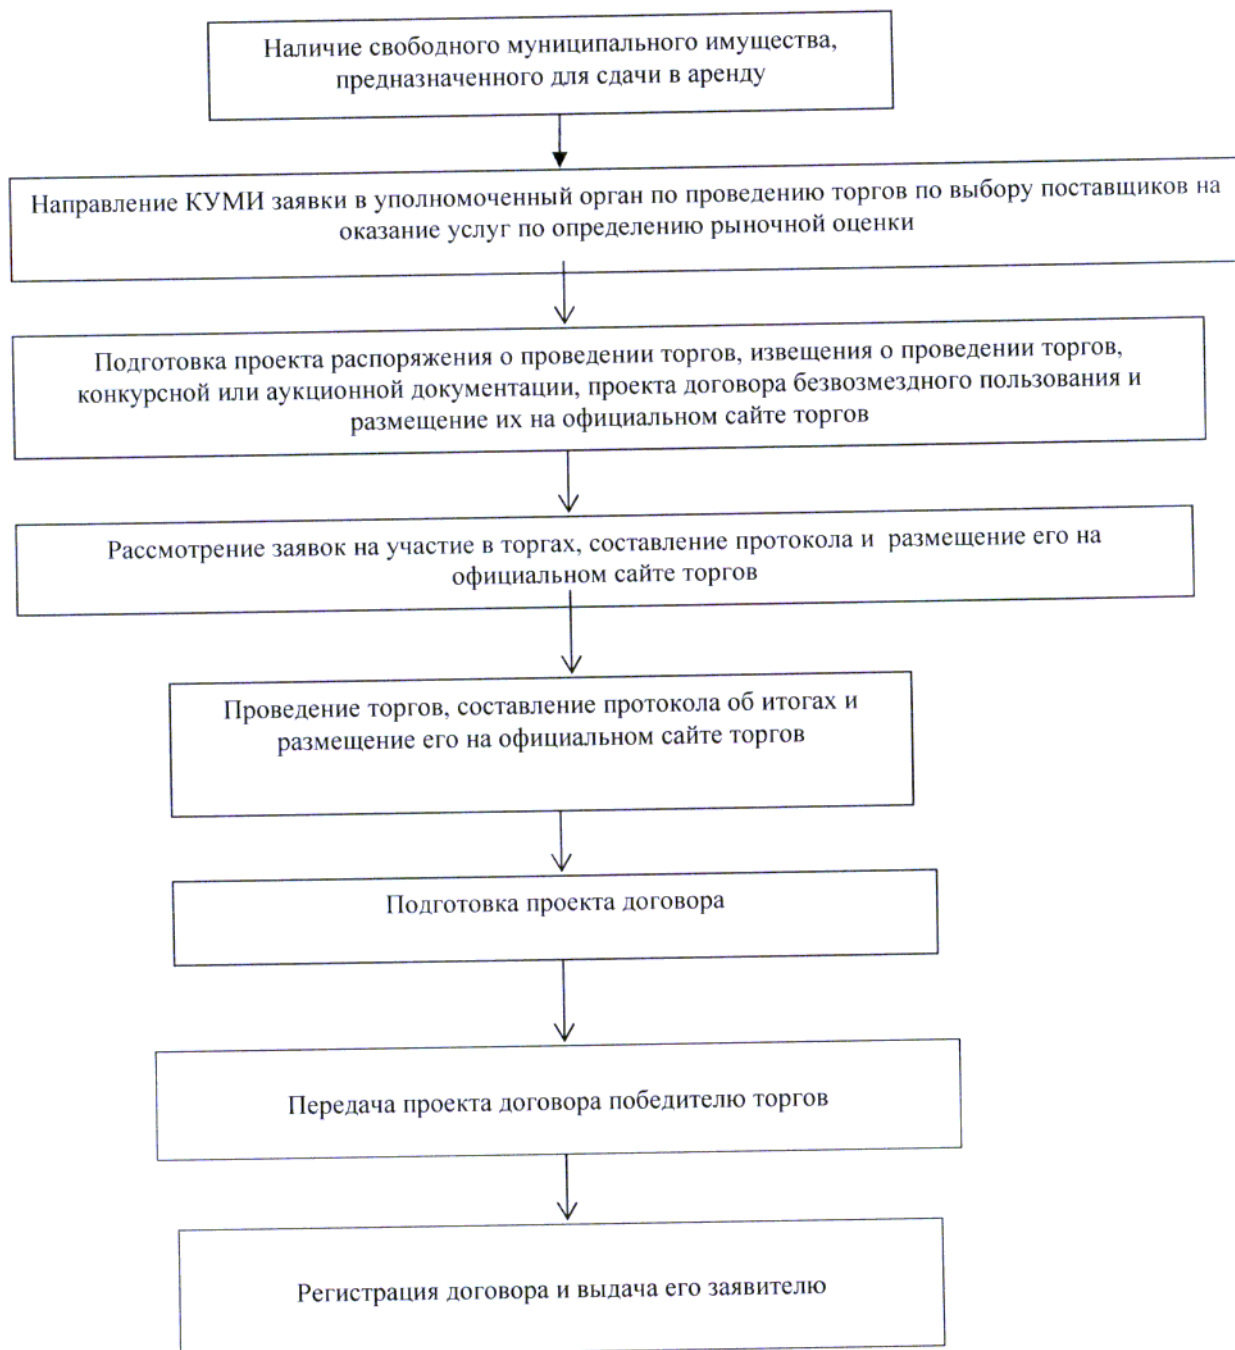 Наличие свободного муниципального имущества,
предназначенного для сдачи в аренду
Направление КУМИ заявки в уполномоченный орган по проведению торгов по выбору поставщиков на
оказание услуг по определению рыночной оценки
Подготовка проекта распоряжения о проведении торгов, извещения о проведении торгов,
конкурсной или аукционной документации, проекта договора безвозмездного пользования и
размещение их на официальном сайте торгов
Рассмотрение заявок на участие в торгах, составление протокола и размещение его на
официальном сайте торгов
Проведение торгов, составление протокола об итогах и
размещение его на официальном сайте торгов
Подготовка проекта договора
Передача проекта договора победителю торгов
Регистрация договора и выдача его заявителю